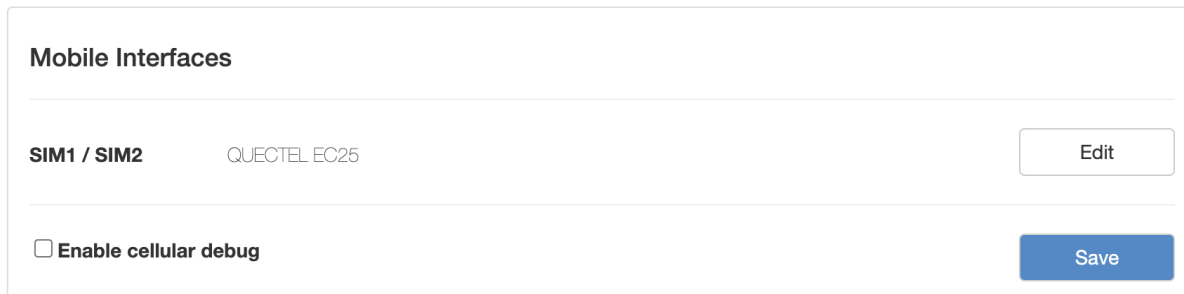 Mobile Interfaces
SIM1 / SIM2 QUECTEL EC25 Edit
Enable cellular debug Save